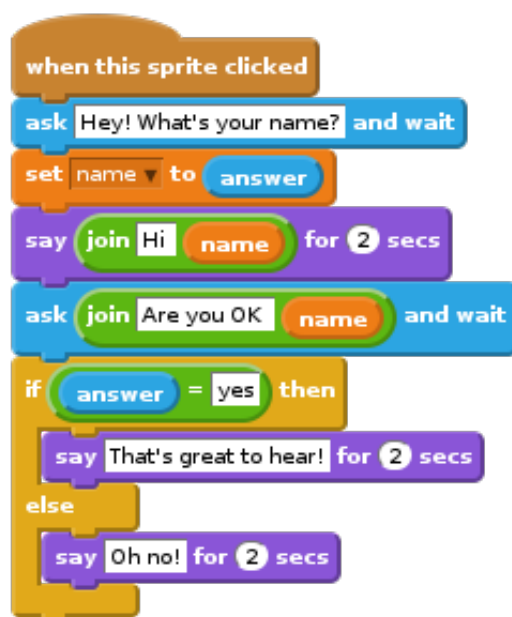 when this sprite clicked
ask Hey! What's your name? and wait
set name to answer
say join Hi name for 2 secs
ask join Are you OK name and wait
if answer = yes then
say That's great to hear! for 2 secs
else
say Oh no! for 2 secs